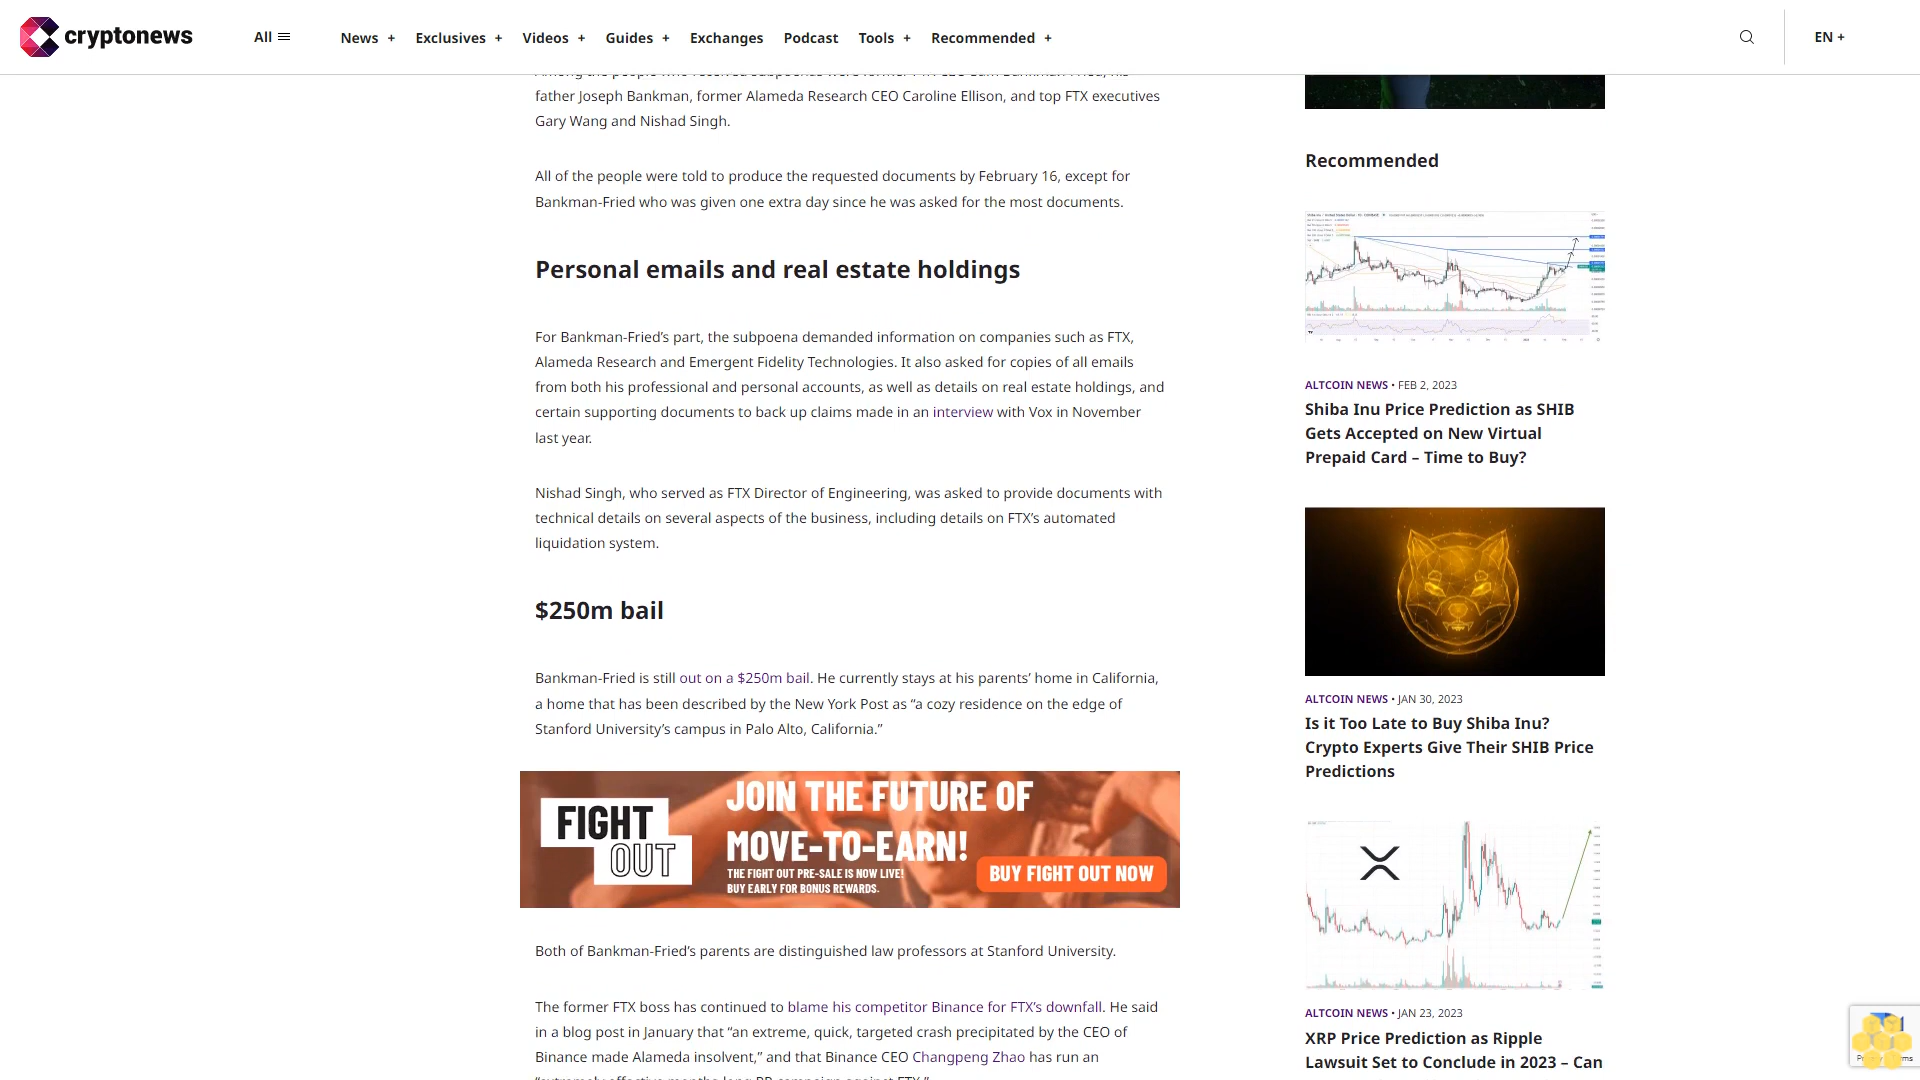 cryptonews
All
News +
Exclusives +
Videos +
Guides +
Exchanges
Podcast
Tools +
Recommended +
EN +
father Joseph Bankman, former Alameda Research CEO Caroline Ellison, and top FTX executives
Gary Wang and Nishad Singh.
All of the people were told to produce the requested documents by February 16, except for
Bankman-Fried who was given one extra day since he was asked for the most documents.
Personal emails and real estate holdings
For Bankman-Fried’s part, the subpoena demanded information on companies such as FTX,
Alameda Research and Emergent Fidelity Technologies. It also asked for copies of all emails
from both his professional and personal accounts, as well as details on real estate holdings, and
certain supporting documents to back up claims made in an interview with Vox in November
last year.
Nishad Singh, who served as FTX Director of Engineering, was asked to provide documents with
technical details on several aspects of the business, including details on FTX’s automated
liquidation system.
$250m bail
Bankman-Fried is still out on a $250m bail. He currently stays at his parents’ home in California,
a home that has been described by the New York Post as “a cozy residence on the edge of
Stanford University’s campus in Palo Alto, California.”
FIGHT
OUT
JOIN THE FUTURE OF
MOVE-TO-EARN!
THE FIGHT OUT PRE-SALE IS NOW LIVE!
BUY EARLY FOR BONUS REWARDS.
BUY FIGHT OUT NOW
Both of Bankman-Fried’s parents are distinguished law professors at Stanford University.
The former FTX boss has continued to blame his competitor Binance for FTX’s downfall. He said
in a blog post in January that “an extreme, quick, targeted crash precipitated by the CEO of
Binance made Alameda insolvent,” and that Binance CEO Changpeng Zhao has run an
Recommended
ALTCOIN NEWS • FEB 2, 2023
Shiba Inu Price Prediction as SHIB
Gets Accepted on New Virtual
Prepaid Card – Time to Buy?
ALTCOIN NEWS • JAN 30, 2023
Is it Too Late to Buy Shiba Inu?
Crypto Experts Give Their SHIB Price
Predictions
ALTCOIN NEWS • JAN 23, 2023
XRP Price Prediction as Ripple
Lawsuit Set to Conclude in 2023 – Can